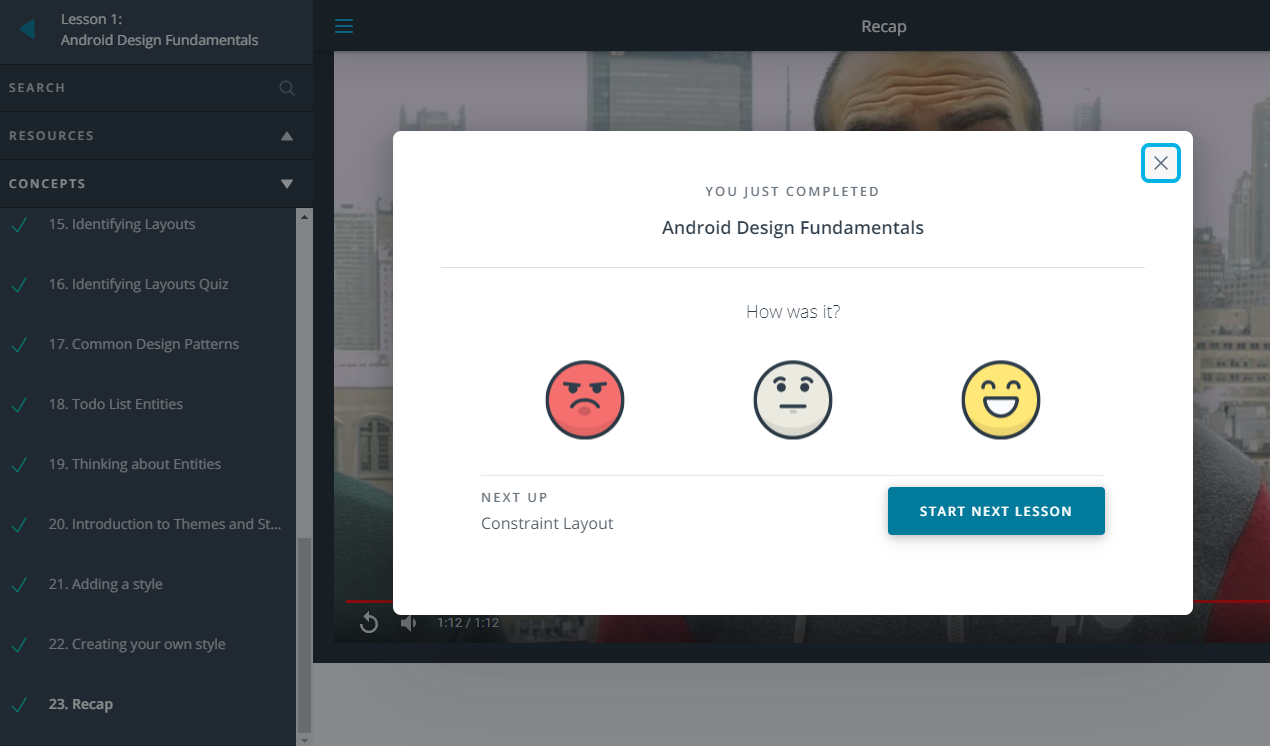 Lesson 1:
Android Design Fundamentals
SEARCH
RESOURCES
CONCEPTS
15. Identifying Layouts
16. Identifying Layouts Quiz
17. Common Design Patterns
18. Todo List Entities
19. Thinking about Entities
20. Introduction to Themes and St...
21. Adding a style
22. Creating your own style
23. Recap
Recap
YOU JUST COMPLETED
Android Design Fundamentals
How was it?
NEXT UP
Constraint Layout
START NEXT LESSON
1:12 / 1:12